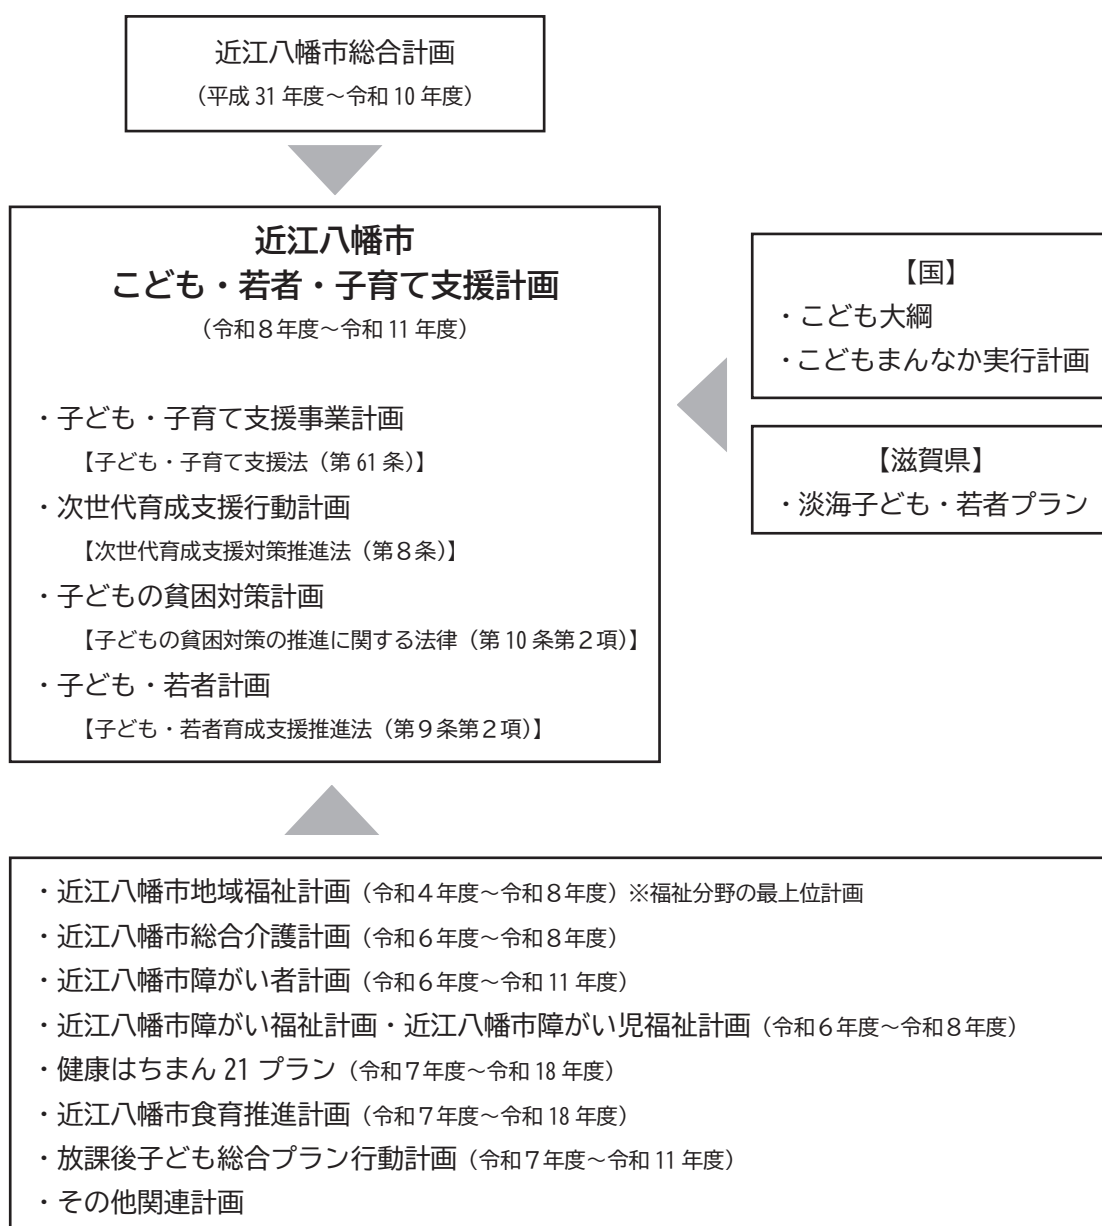 近江八幡市総合計画
（平成 31 年度～令和 10 年度）
近江八幡市
こども・若者・子育て支援計画
（令和８年度～令和 11 年度）
・子ども・子育て支援事業計画
【子ども・子育て支援法（第 61 条）】
・次世代育成支援行動計画
【次世代育成支援対策推進法（第８条）】
・子どもの貧困対策計画
【子どもの貧困対策の推進に関する法律（第 10 条第２項）】
・子ども・若者計画
【子ども・若者育成支援推進法（第９条第２項）】
【国】
・こども大綱
・こどもまんなか実行計画
【滋賀県】
・淡海子ども・若者プラン
・近江八幡市地域福祉計画（令和４年度～令和８年度）※福祉分野の最上位計画
・近江八幡市総合介護計画（令和６年度～令和８年度）
・近江八幡市障がい者計画（令和６年度～令和 11 年度）
・近江八幡市障がい福祉計画・近江八幡市障がい児福祉計画（令和６年度～令和８年度）
・健康はちまん 21 プラン（令和７年度～令和 18 年度）
・近江八幡市食育推進計画（令和７年度～令和 18 年度）
・放課後子ども総合プラン行動計画（令和７年度～令和 11 年度）
・その他関連計画